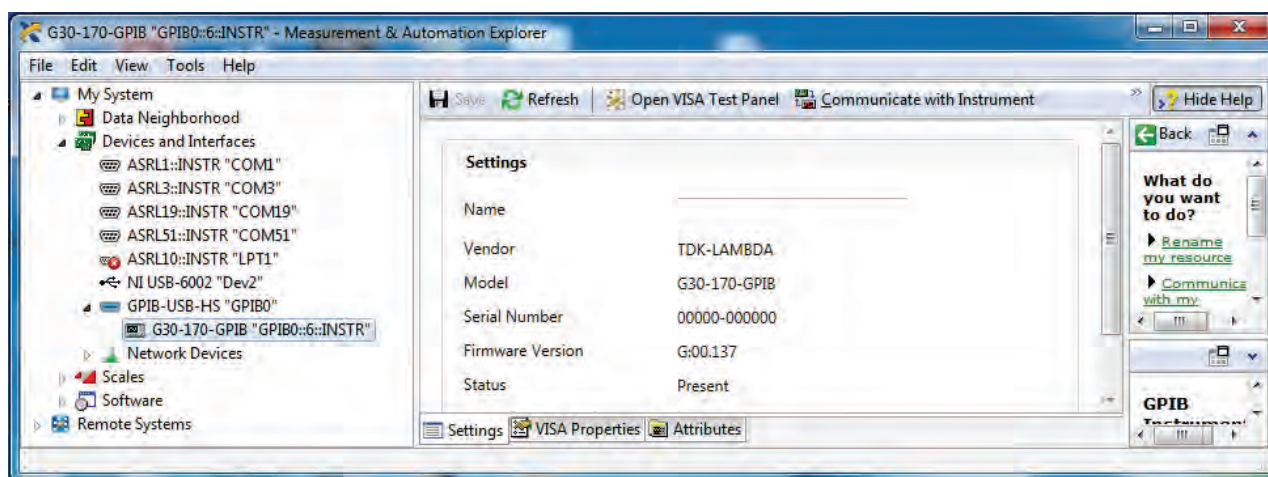 G30-170-GPIB "GPIB0::6::INSTR" - Measurement & Automation Explorer
File Edit View Tools Help
My System
Data Neighborhood
Devices and Interfaces
ASRL1::INSTR "COM1"
ASRL3::INSTR "COM3"
ASRL19::INSTR "COM19"
ASRL51::INSTR "COM51"
ASRL10::INSTR "LPT1"
NI USB-6002 "Dev2"
GPIB-USB-HS "GPIB0"
G30-170-GPIB "GPIB0::6::INSTR"
Network Devices
Scales
Software
Remote Systems
Save Refresh Open VISA Test Panel Communicate with Instrument
Settings
Name
Vendor TDK-LAMBDA
Model G30-170-GPIB
Serial Number 00000-000000
Firmware Version G:00.137
Status Present
Settings VISA Properties Attributes
Hide Help
Back
What do
you want
to do?
Rename
my resource
Communica
with my
GPIB